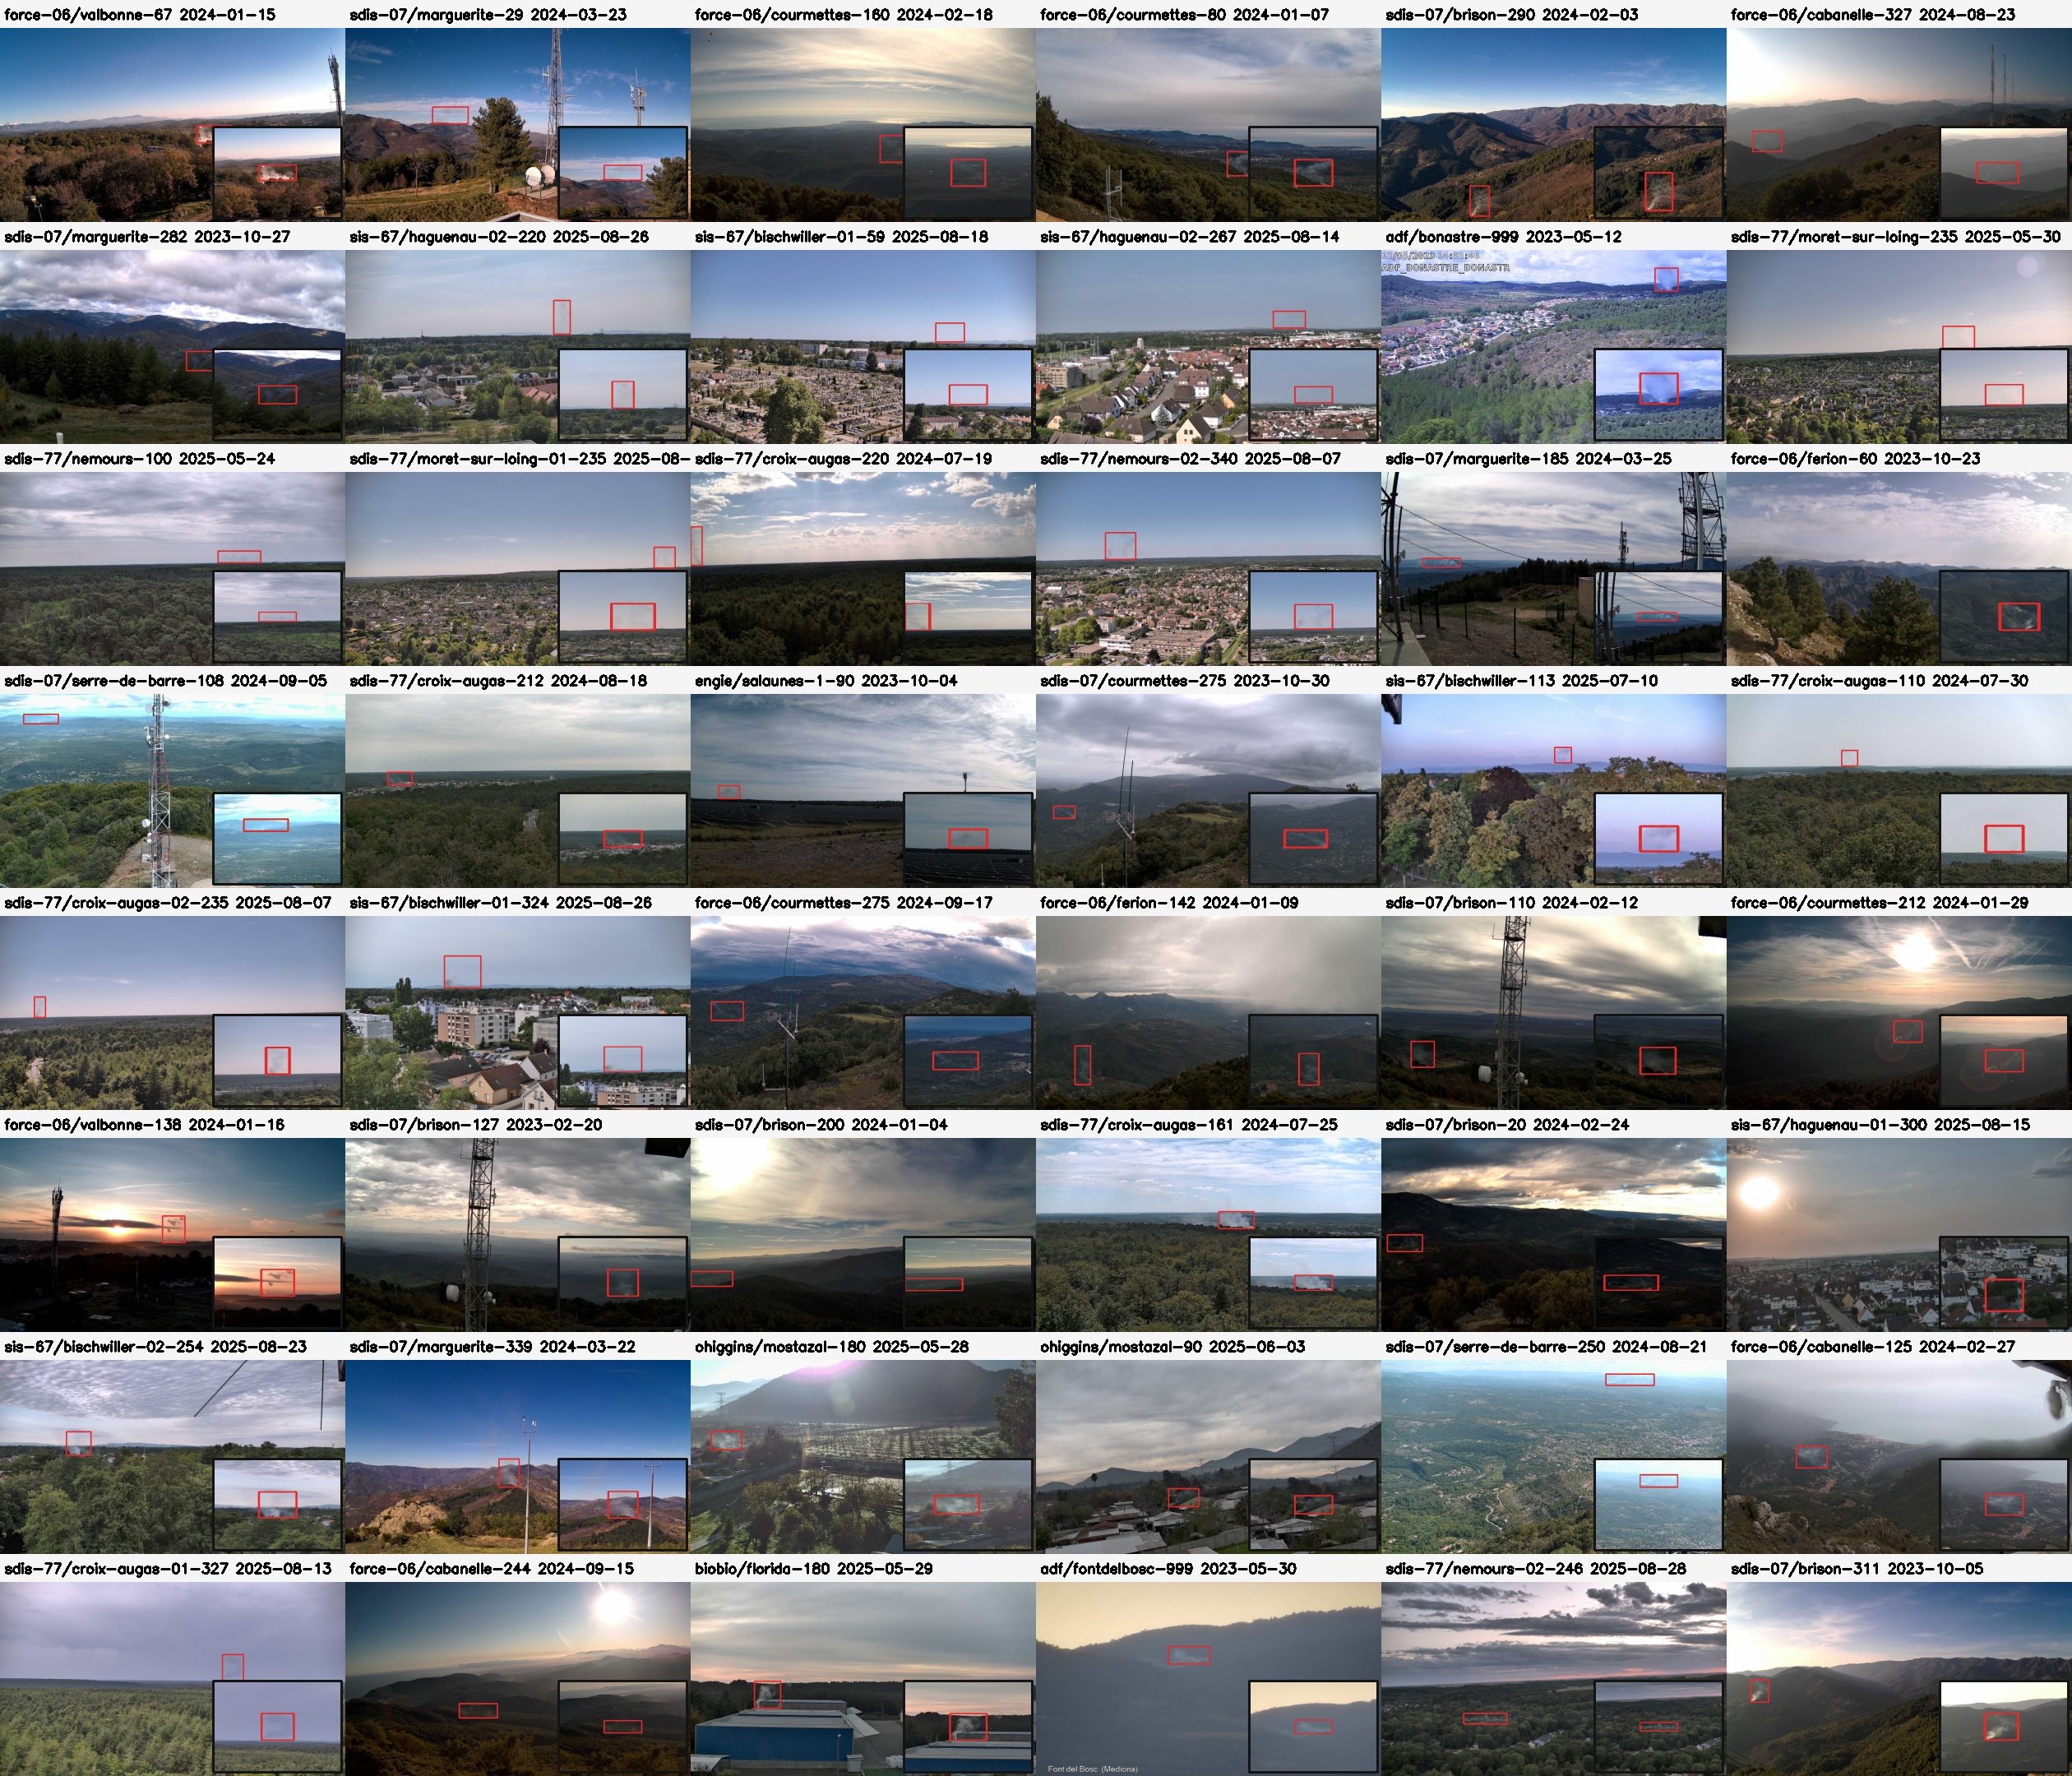 force-06/valbonne-67 2024-01-15
sdis-07/marguerite-29 2024-03-23
force-06/courmettes-160 2024-02-18
force-06/courmettes-80 2024-01-07
sdis-07/brison-290 2024-02-03
force-06/cabanelle-327 2024-08-23
sdis-07/marguerite-282 2023-10-27
sis-67/haguenau-02-220 2025-08-26
sis-67/bischwiller-01-59 2025-08-18
sis-67/haguenau-02-267 2025-08-14
adf/bonastre-999 2023-05-12
ADF_BONASTRE_BONASTR
sdis-77/moret-sur-loing-235 2025-05-30
sdis-77/nemours-100 2025-05-24
sdis-77/moret-sur-loing-01-235 2025-08-
sdis-77/croix-augas-220 2024-07-19
sdis-77/nemours-02-340 2025-08-07
sdis-07/marguerite-185 2024-03-25
force-06/ferion-60 2023-10-23
sdis-07/serre-de-barre-108 2024-09-05
sdis-77/croix-augas-212 2024-08-18
engie/salaunes-1-90 2023-10-04
sdis-07/courmettes-275 2023-10-30
sis-67/bischwiller-113 2025-07-10
sdis-77/croix-augas-110 2024-07-30
sdis-77/croix-augas-02-235 2025-08-07
sis-67/bischwiller-01-324 2025-08-26
force-06/courmettes-275 2024-09-17
force-06/ferion-142 2024-01-09
sdis-07/brison-110 2024-02-12
force-06/courmettes-212 2024-01-29
force-06/valbonne-138 2024-01-16
sdis-07/brison-127 2023-02-20
sdis-07/brison-200 2024-01-04
sdis-77/croix-augas-161 2024-07-25
sdis-07/brison-20 2024-02-24
sis-67/haguenau-01-300 2025-08-15
sis-67/bischwiller-02-254 2025-08-23
sdis-07/marguerite-339 2024-03-22
ohiggins/mostazal-180 2025-05-28
ohiggins/mostazal-90 2025-06-03
sdis-07/serre-de-barre-250 2024-08-21
force-06/cabanelle-125 2024-02-27
sdis-77/croix-augas-01-327 2025-08-13
force-06/cabanelle-244 2024-09-15
biobio/florida-180 2025-05-29
adf/fontdelbosc-999 2023-05-30
Font del Bosc (Mediona)
sdis-77/nemours-02-246 2025-08-28
sdis-07/brison-311 2023-10-05